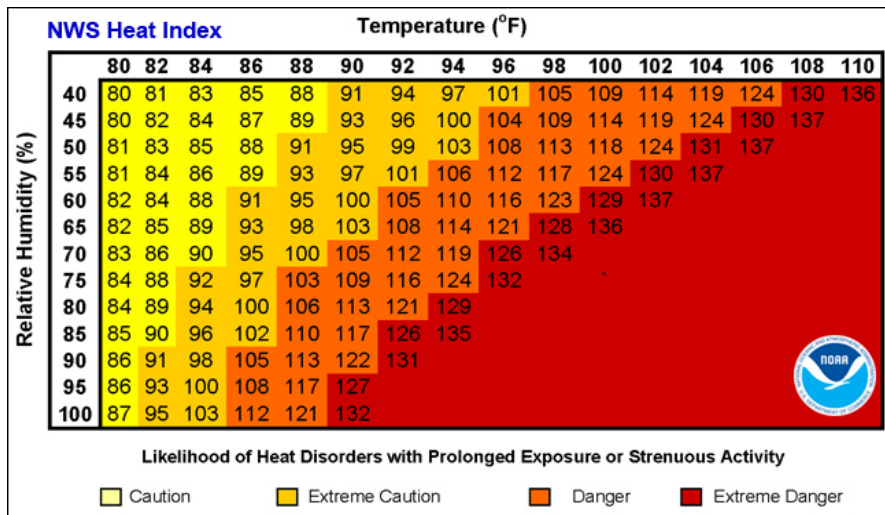 NWS Heat Index
Temperature (°F)
80 82 84 86 88 90 92 94 96 98 100 102 104 106 108 110
Relative Humidity (%)
40 80 81 83 85 88 91 94 97 101 105 109 114 119 124 130 136
45 80 82 84 87 89 93 96 100 104 109 114 119 124 130 137
50 81 83 85 88 91 95 99 103 108 113 118 124 131 137
55 81 84 86 89 93 97 101 106 112 117 124 130 137
60 82 84 88 91 95 100 105 110 116 123 129 137
65 82 85 89 93 98 103 108 114 121 128 136
70 83 86 90 95 100 105 112 119 126 134
75 84 88 92 97 103 109 116 124 132
80 84 89 94 100 106 113 121 129
85 85 90 96 102 110 117 126 135
90 86 91 98 105 113 122 131
95 86 93 100 108 117 127
100 87 95 103 112 121 132
NOAA
Likelihood of Heat Disorders with Prolonged Exposure or Strenuous Activity
Caution Extreme Caution Danger Extreme Danger